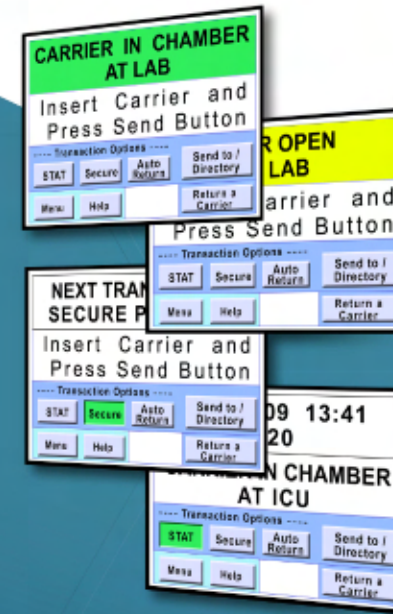 CARRIER IN CHAMBER
AT LAB
Insert Carrier and
Press Send Button
---- Transaction Options ----
STAT Secure Auto Return Send to / Directory
Menu Help Return a Carrier
R OPEN
LAB
arrier and
Press Send Button
---- Transaction Options ----
STAT Secure Auto Return Send to / Directory
Menu Help Return a Carrier
NEXT TRAN
SECURE P
Insert Carrier and
Press Send Button
---- Transaction Options ----
STAT Secure Auto Return Send to / Directory
Menu Help Return a Carrier
09 13:41
20
IN CHAMBER
AT ICU
---- Transaction Options ----
STAT Secure Auto Return Send to / Directory
Menu Help Return a Carrier